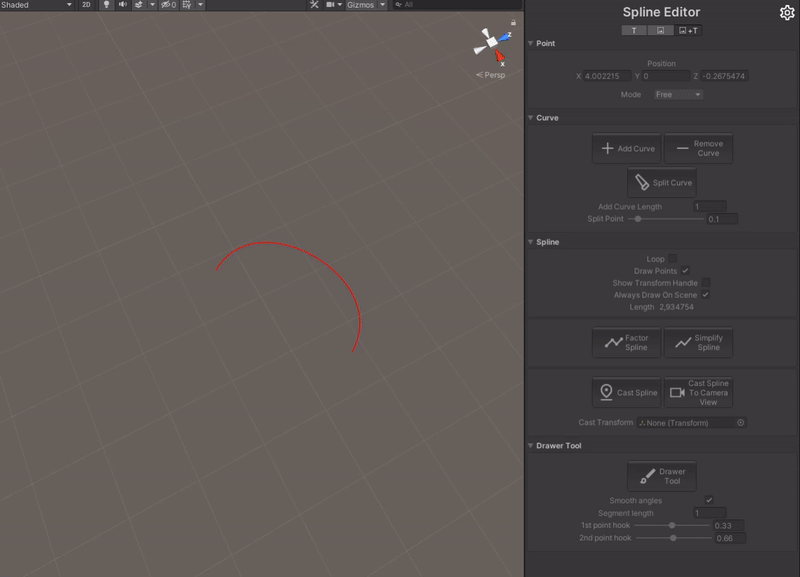 Shaded
2D
0
Gizmos
All
z
x
Persp
Spline Editor
T
+T
Point
Position
X 4.002215 Y 0 Z -0.2675474
Mode Free
Curve
Add Curve
Remove
Curve
Split Curve
Add Curve Length 1
Split Point 0.1
Spline
Loop
Draw Points
Show Transform Handle
Always Draw On Scene
Length 2,934754
Factor
Spline
Simplify
Spline
Cast Spline
Cast Spline
To Camera
View
Cast Transform None (Transform)
Drawer Tool
Drawer
Tool
Smooth angles
Segment length 1
1st point hook 0.33
2nd point hook 0.66